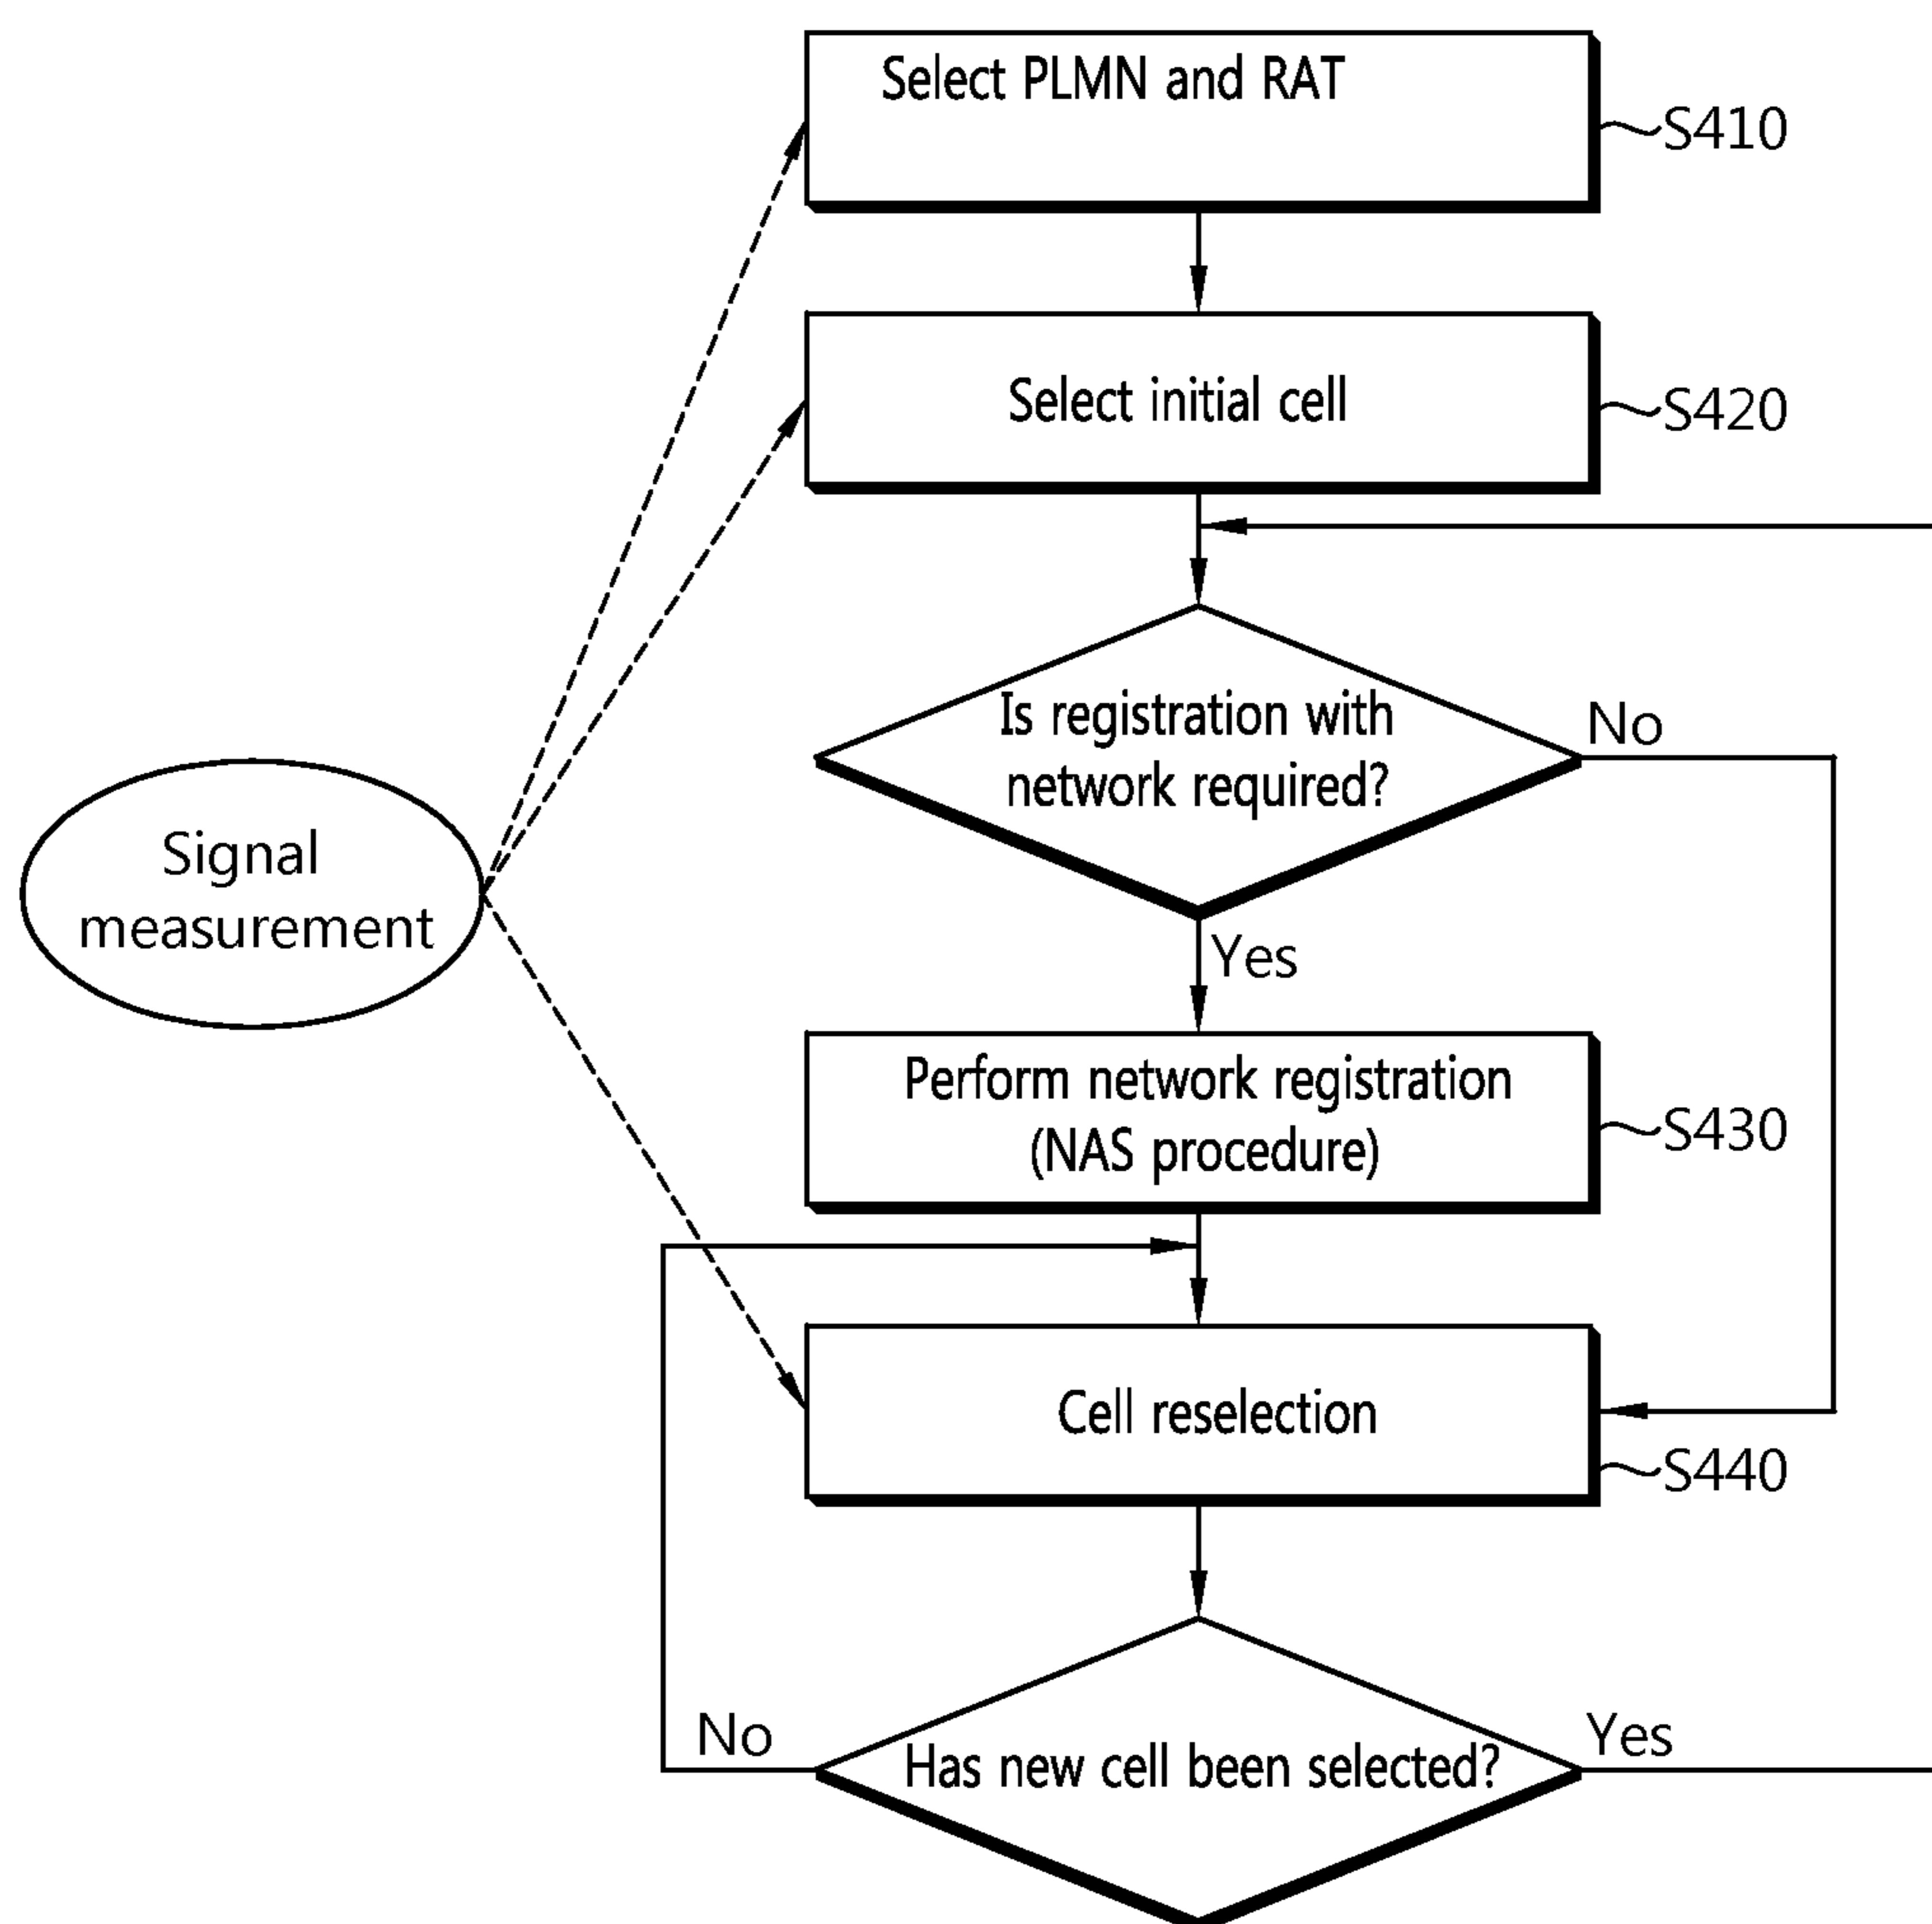 Select PLMN and RAT
S410
Select initial cell
S420
Is registration with
network required?
No
Signal
measurement
Yes
Perform network registration
(NAS procedure)
S430
Cell reselection
S440
No
Has new cell been selected?
Yes